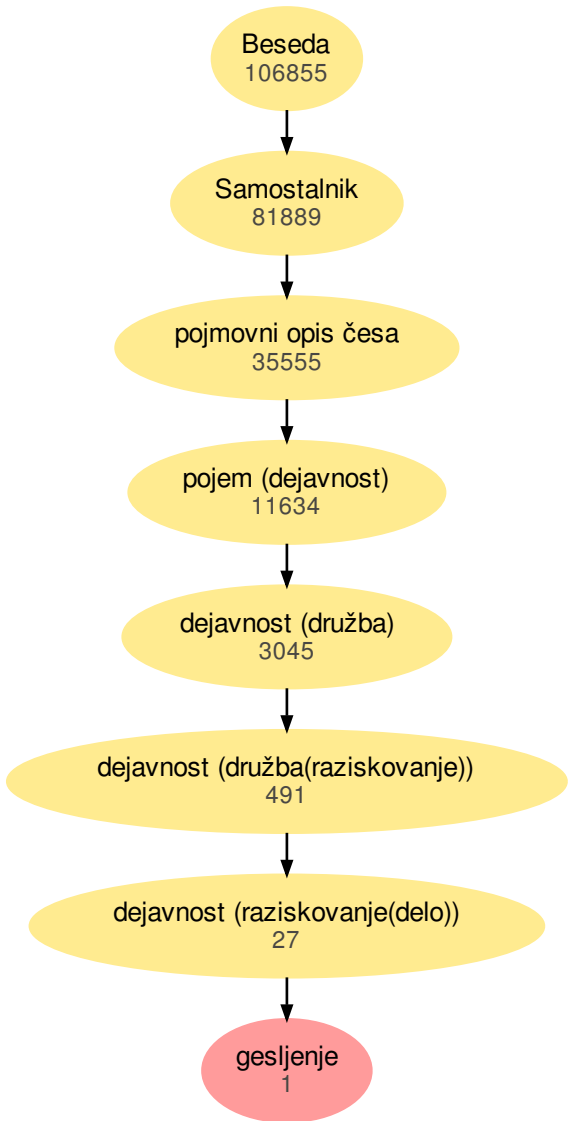 Beseda
106855
Samostalnik
81889
pojmovni opis česa
35555
pojem (dejavnost)
11634
dejavnost (družba)
3045
dejavnost (družba(raziskovanje))
491
dejavnost (raziskovanje(delo))
27
gesljenje
1